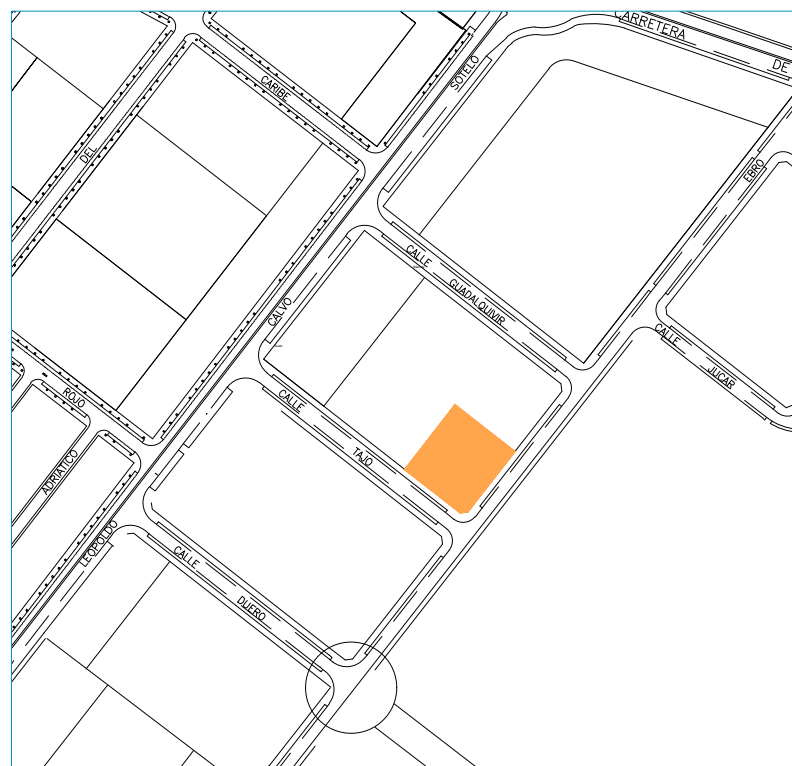 CARRETERA
DE
SOTELO
CARIBE
DEL
EBRO
CALLE
GUADALQUIVIR
CALVO
CALLE
JUCAR
ROJO
CALLE
TAJO
ADRIATICO
LEOPOLDO
CALLE
DUERO